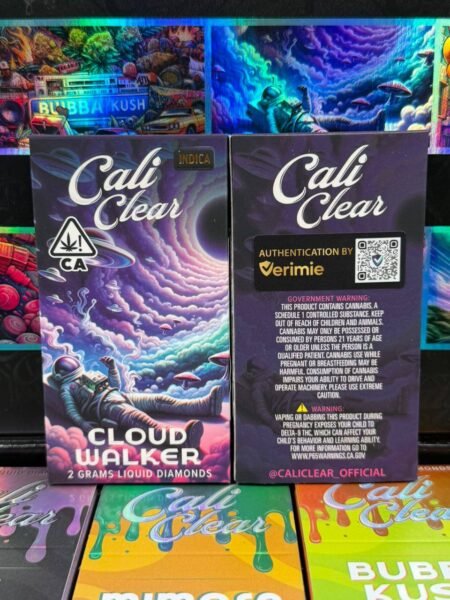 BUBBA KUSH
Cali
Clear
INDICA
CA
CLOUD
WALKER
2 GRAMS LIQUID DIAMONDS
Cali
Clear
AUTHENTICATION BY
Verimie
GOVERNMENT WARNING:
THIS PRODUCT CONTAINS CANNABIS, A
SCHEDULE 1 CONTROLLED SUBSTANCE. KEEP
OUT OF REACH OF CHILDREN AND ANIMALS.
CANNABIS MAY ONLY BE POSSESSED OR
CONSUMED BY PERSONS 21 YEARS OF AGE
OR OLDER UNLESS THE PERSON IS A
QUALIFIED PATIENT. CANNABIS USE WHILE
PREGNANT OR BREASTFEEDING MAY BE
HARMFUL. CONSUMPTION OF CANNABIS
IMPAIRS YOUR ABILITY TO DRIVE AND
OPERATE MACHINERY. PLEASE USE EXTREME
CAUTION.
WARNING:
VAPING OR DABBING THIS PRODUCT DURING
PREGNANCY EXPOSES YOUR CHILD TO
DELTA-9 THC, WHICH CAN AFFECT YOUR
CHILD'S BEHAVIOR AND LEARNING ABILITY.
FOR MORE INFORMATION GO TO
WWW.P65WARNINGS.CA.GOV
@CALICLEAR_OFFICIAL
Cali
Clear
Cali
Clear
MIMOSA
Cali
Clear
BUBB
KUS